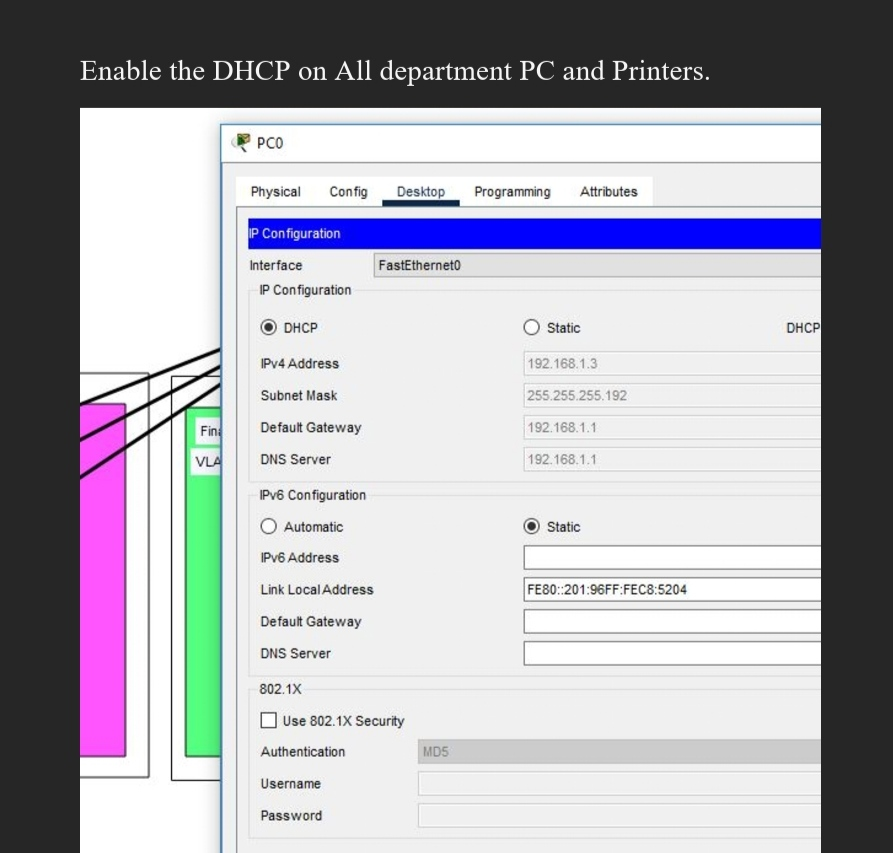 Enable the DHCP on All department PC and Printers.
PC0
Physical Config Desktop Programming Attributes
IP Configuration
Interface FastEthernet0
IP Configuration
DHCP Static DHCP
IPv4 Address 192.168.1.3
Subnet Mask 255.255.255.192
Default Gateway 192.168.1.1
DNS Server 192.168.1.1
IPv6 Configuration
Automatic Static
IPv6 Address
Link Local Address FE80::201:96FF:FEC8:5204
Default Gateway
DNS Server
802.1X
Use 802.1X Security
Authentication MD5
Username
Password